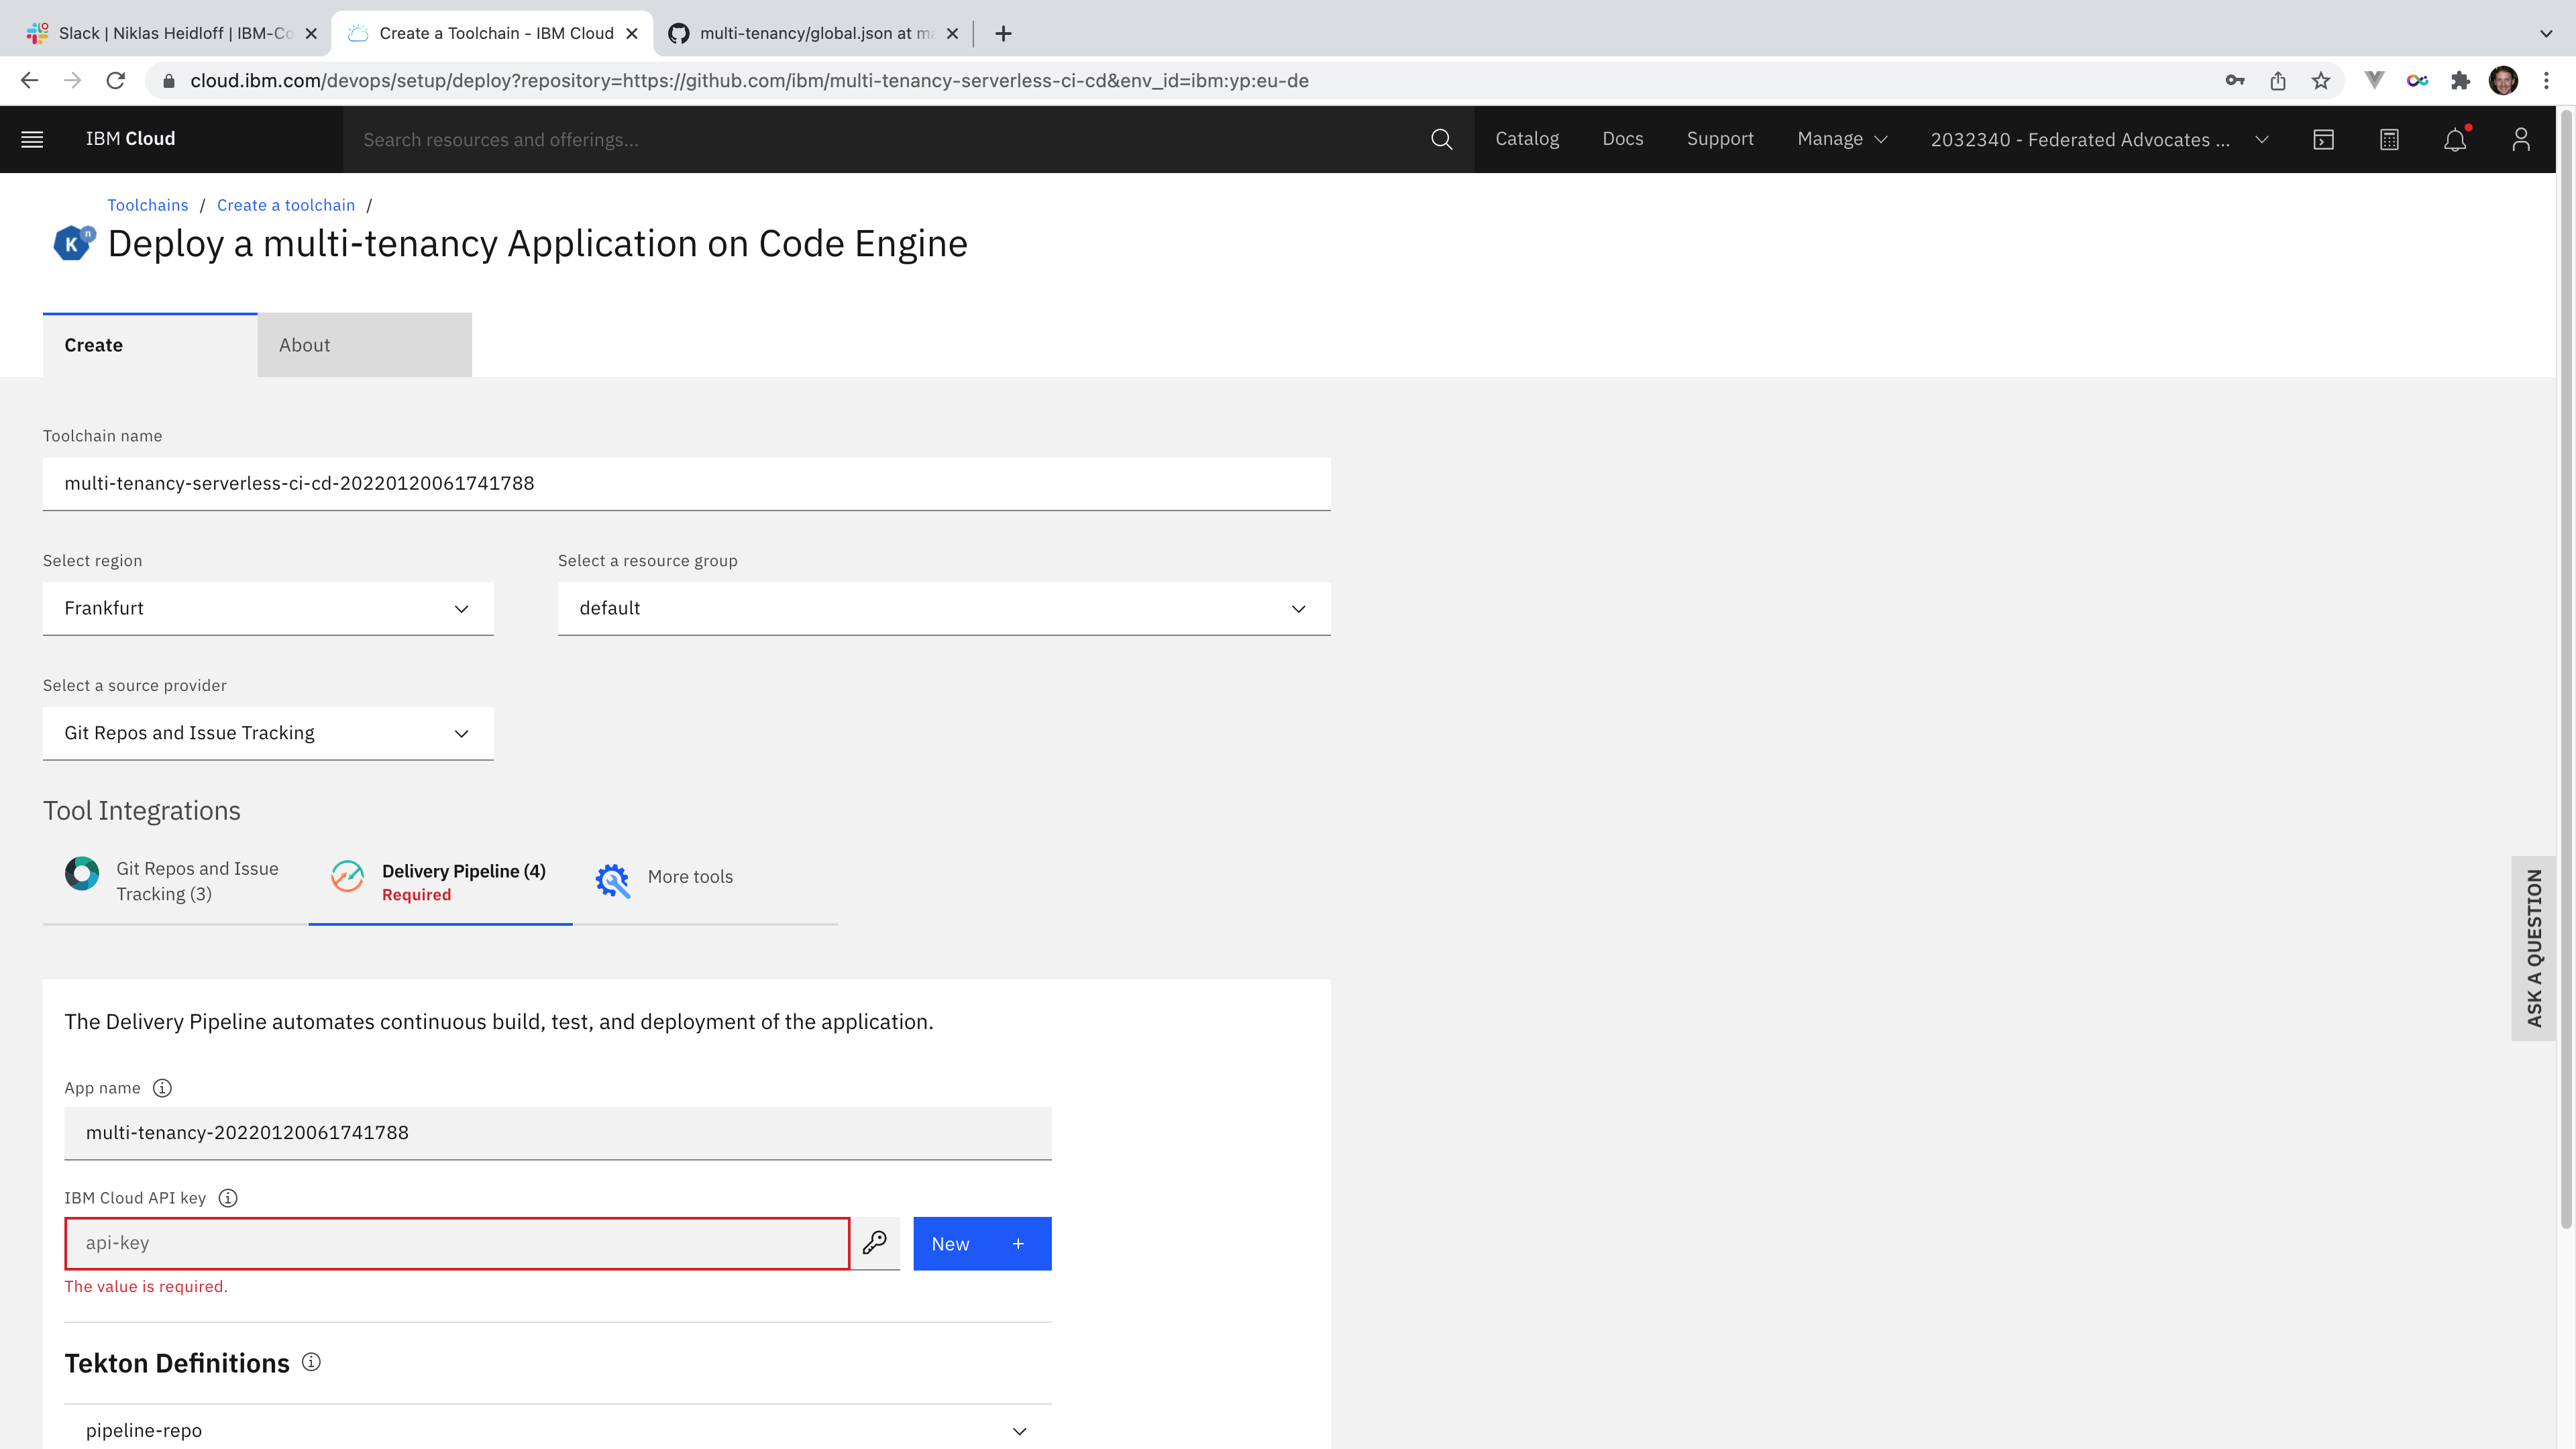 Slack | Niklas Heidloff | IBM-Co
Create a Toolchain - IBM Cloud
multi-tenancy/global.json at ma
cloud.ibm.com/devops/setup/deploy?repository=https://github.com/ibm/multi-tenancy-serverless-ci-cd&env_id=ibm:yp:eu-de
IBM Cloud
Search resources and offerings...
Catalog
Docs
Support
Manage
2032340 - Federated Advocates ...
Toolchains / Create a toolchain /
K n
Deploy a multi-tenancy Application on Code Engine
Create
About
Toolchain name
multi-tenancy-serverless-ci-cd-20220120061741788
Select region
Select a resource group
Frankfurt
default
Select a source provider
Git Repos and Issue Tracking
Tool Integrations
Git Repos and Issue
Tracking (3)
Delivery Pipeline (4)
Required
More tools
ASK A QUESTION
The Delivery Pipeline automates continuous build, test, and deployment of the application.
App name
multi-tenancy-20220120061741788
IBM Cloud API key
api-key
New +
The value is required.
Tekton Definitions
pipeline-repo